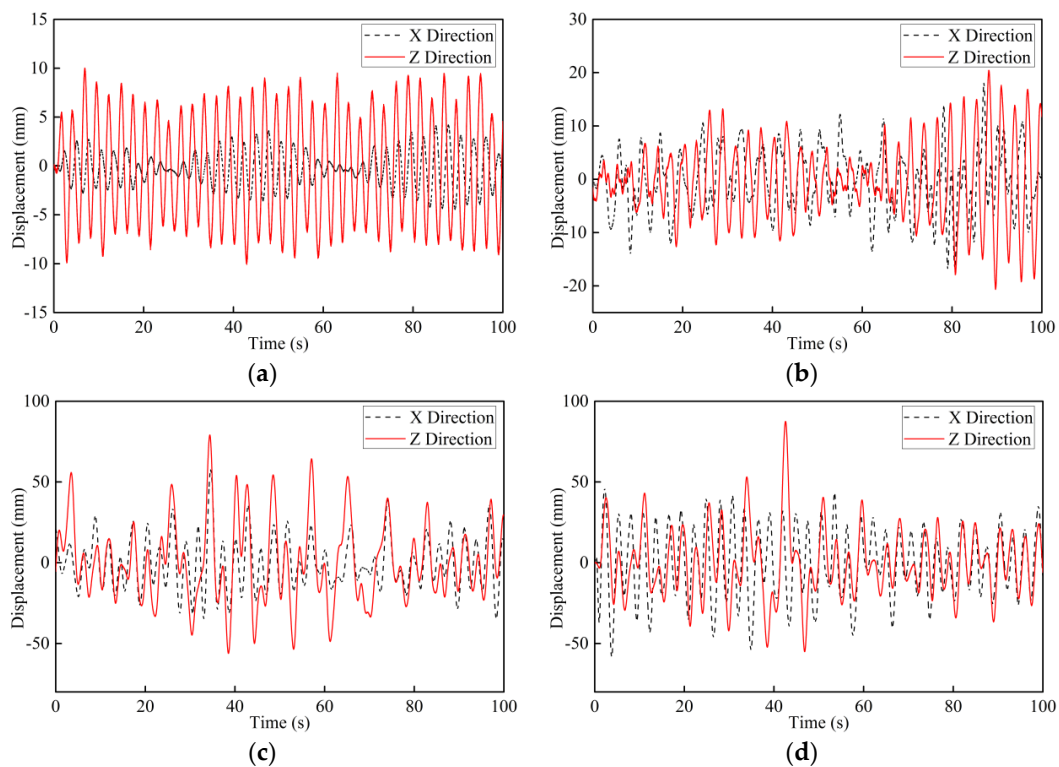 15
10
5
0
-5
-10
-15
Displacement (mm)
X Direction
Z Direction
0 20 40 60 80 100
Time (s)
(a)
30
20
10
0
-10
-20
Displacement (mm)
X Direction
Z Direction
0 20 40 60 80 100
Time (s)
(b)
100
50
0
-50
Displacement (mm)
X Direction
Z Direction
0 20 40 60 80 100
Time (s)
(c)
100
50
0
-50
Displacement (mm)
X Direction
Z Direction
0 20 40 60 80 100
Time (s)
(d)